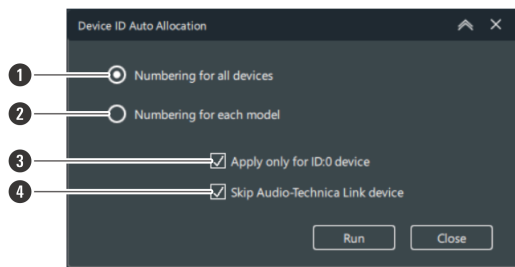 Device ID Auto Allocation
1 Numbering for all devices
2 Numbering for each model
3 Apply only for ID:0 device
4 Skip Audio-Technica Link device
Run Close